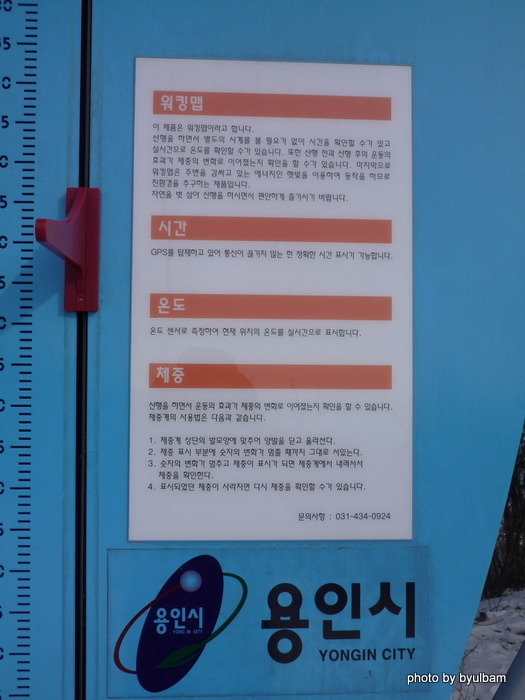 워킹맵
이 제품은 워킹맵이라고 합니다.
산행을 하면서 별도의 시계를 볼 필요가 없이 시간을 확인할 수가 있고
실시간으로 온도를 확인할 수가 있습니다. 또한 산행 전과 산행 후의 운동의
효과가 체중의 변화로 이어졌는지 확인을 할 수가 있습니다. 마지막으로
워킹맵은 주변을 감싸고 있는 에너지인 햇빛을 이용하여 동작을 하므로
친환경을 추구하는 제품입니다.
자연을 벗 삼아 산행을 하시면서 편안하게 즐기시기 바랍니다.
시간
GPS를 탑재하고 있어 통신이 끊기지 않는 한 정확한 시간 표시가 가능합니다.
온도
온도 센서로 측정하여 현재 위치의 온도를 실시간으로 표시합니다.
체중
산행을 하면서 운동의 효과가 체중의 변화로 이어졌는지 확인을 할 수 있습니다.
체중계의 사용법은 다음과 같습니다.
1. 체중계 상단의 발모양에 맞추어 양발을 딛고 올라선다.
2. 체중 표시 부분에 숫자의 변화가 멈출 때까지 그대로 서있는다.
3. 숫자의 변화가 멈추고 체중이 표시가 되면 체중계에서 내려서서
체중을 확인한다.
4. 표시되었던 체중이 사라지면 다시 체중을 확인할 수가 있습니다.
문의사항 : 031-434-0924
용인시
YONG IN CITY
용인시
YONGIN CITY
photo by byulbam